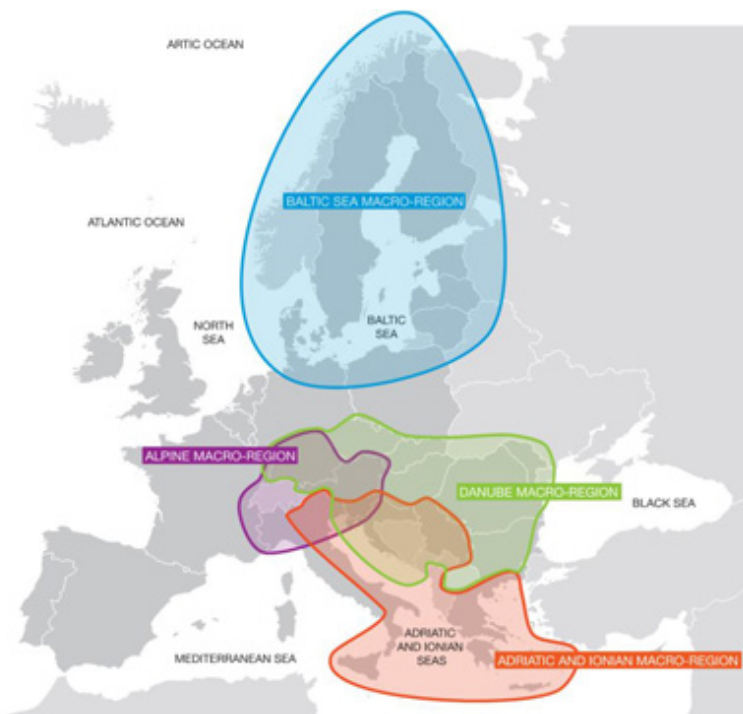 ARTIC OCEAN
BALTIC SEA MACRO-REGION
ATLANTIC OCEAN
NORTH
SEA
BALTIC
SEA
ALPINE MACRO-REGION
DANUBE MACRO-REGION
BLACK SEA
ADRIATIC
AND IONIAN
SEAS
MEDITERRANEAN SEA
ADRIATIC AND IONIAN MACRO-REGION